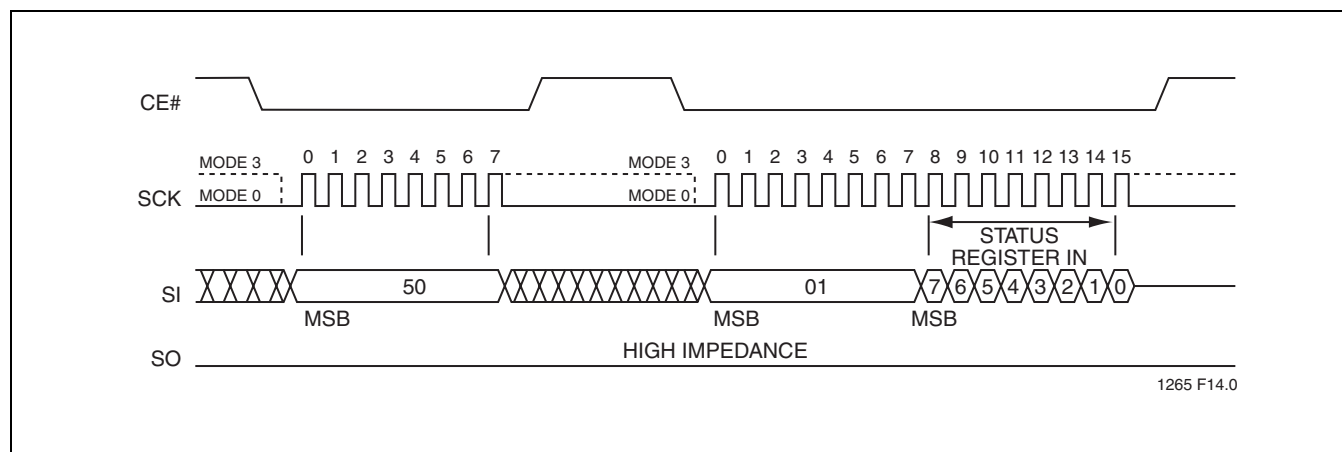 CE#
MODE 3 0 1 2 3 4 5 6 7 MODE 3 0 1 2 3 4 5 6 7 8 9 10 11 12 13 14 15
SCK MODE 0 MODE 0
STATUS
REGISTER IN
SI 50 01 7 6 5 4 3 2 1 0
MSB MSB MSB
HIGH IMPEDANCE
SO
1265 F14.0